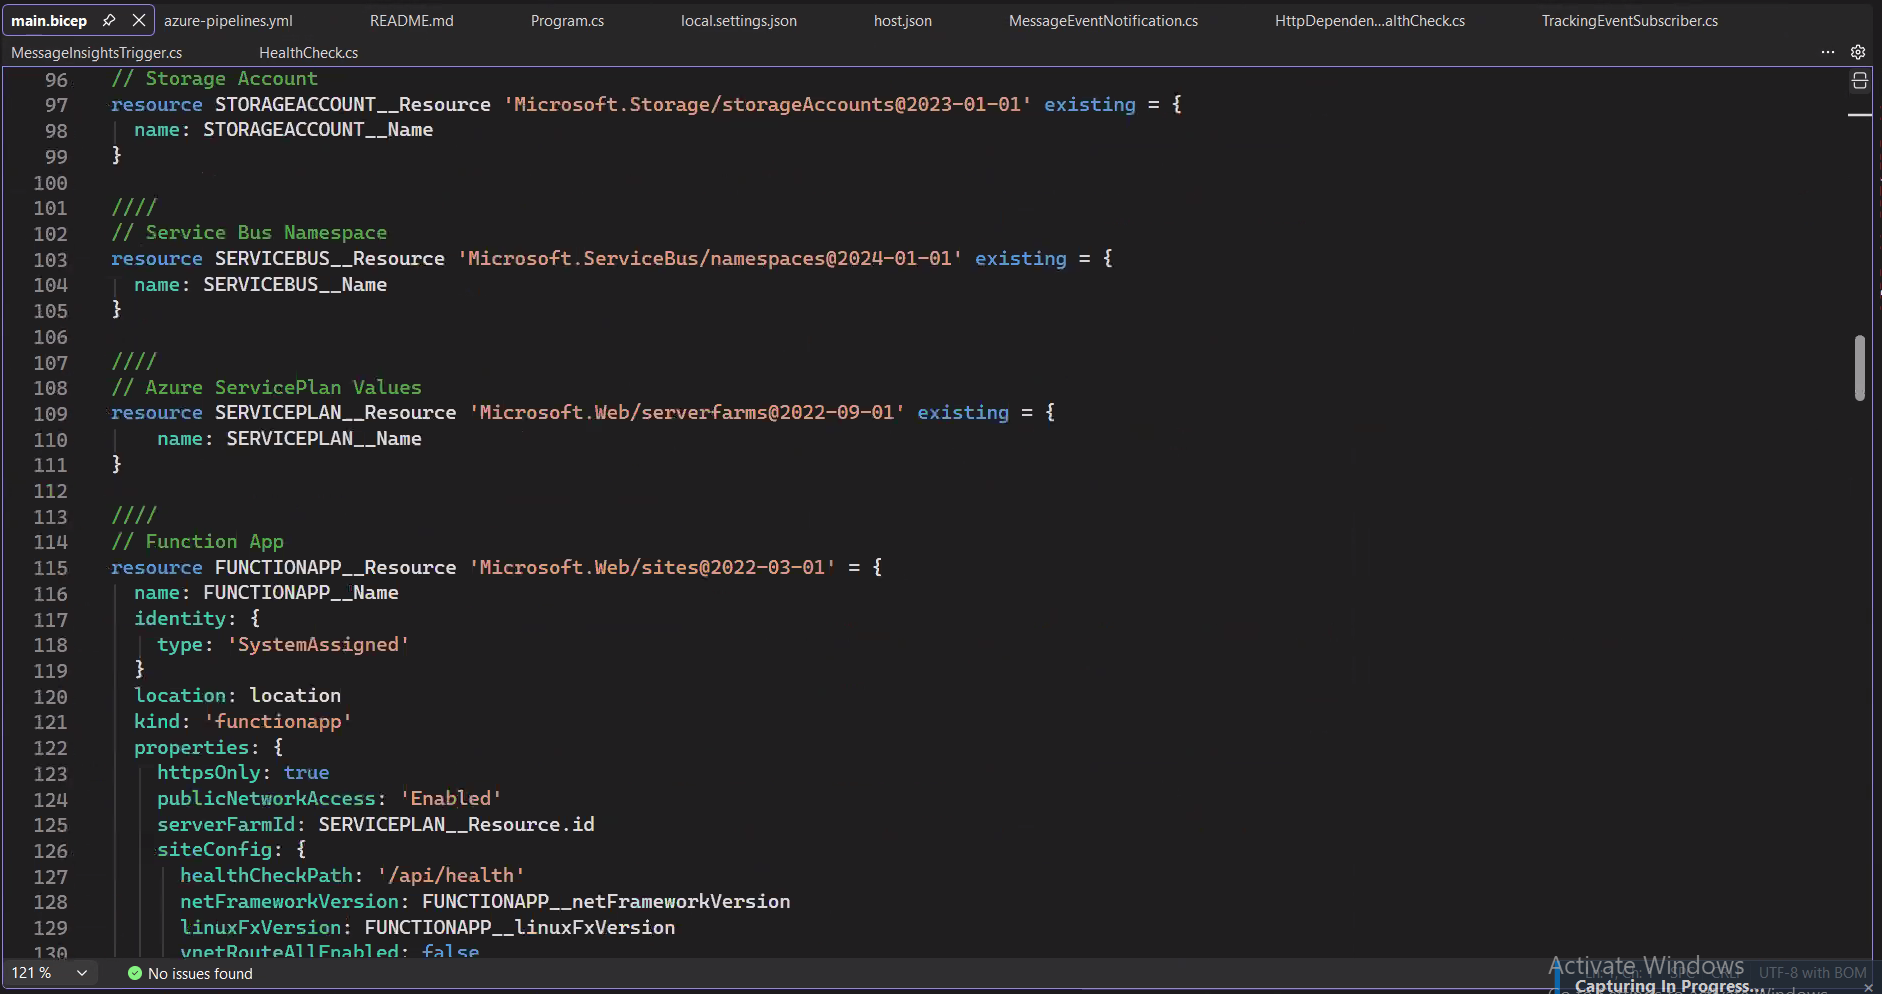 main.bicep
azure-pipelines.yml
README.md
Program.cs
local.settings.json
host.json
MessageEventNotification.cs
HttpDependen...althCheck.cs
TrackingEventSubscriber.cs
MessageInsightsTrigger.cs
HealthCheck.cs
96 // Storage Account
97 resource STORAGEACCOUNT__Resource 'Microsoft.Storage/storageAccounts@2023-01-01' existing = {
98 name: STORAGEACCOUNT__Name
99 }
100
101 ////
102 // Service Bus Namespace
103 resource SERVICEBUS__Resource 'Microsoft.ServiceBus/namespaces@2024-01-01' existing = {
104 name: SERVICEBUS__Name
105 }
106
107 ////
108 // Azure ServicePlan Values
109 resource SERVICEPLAN__Resource 'Microsoft.Web/serverfarms@2022-09-01' existing = {
110 name: SERVICEPLAN__Name
111 }
112
113 ////
114 // Function App
115 resource FUNCTIONAPP__Resource 'Microsoft.Web/sites@2022-03-01' = {
116 name: FUNCTIONAPP__Name
117 identity: {
118 type: 'SystemAssigned'
119 }
120 location: location
121 kind: 'functionapp'
122 properties: {
123 httpsOnly: true
124 publicNetworkAccess: 'Enabled'
125 serverFarmId: SERVICEPLAN__Resource.id
126 siteConfig: {
127 healthCheckPath: '/api/health'
128 netFrameworkVersion: FUNCTIONAPP__netFrameworkVersion
129 linuxFxVersion: FUNCTIONAPP__linuxFxVersion
130 vnetRouteAllEnabled: false
121 %
No issues found
Activate Windows
SPC
CRLF
UTF-8 with BOM
Capturing In Progress...